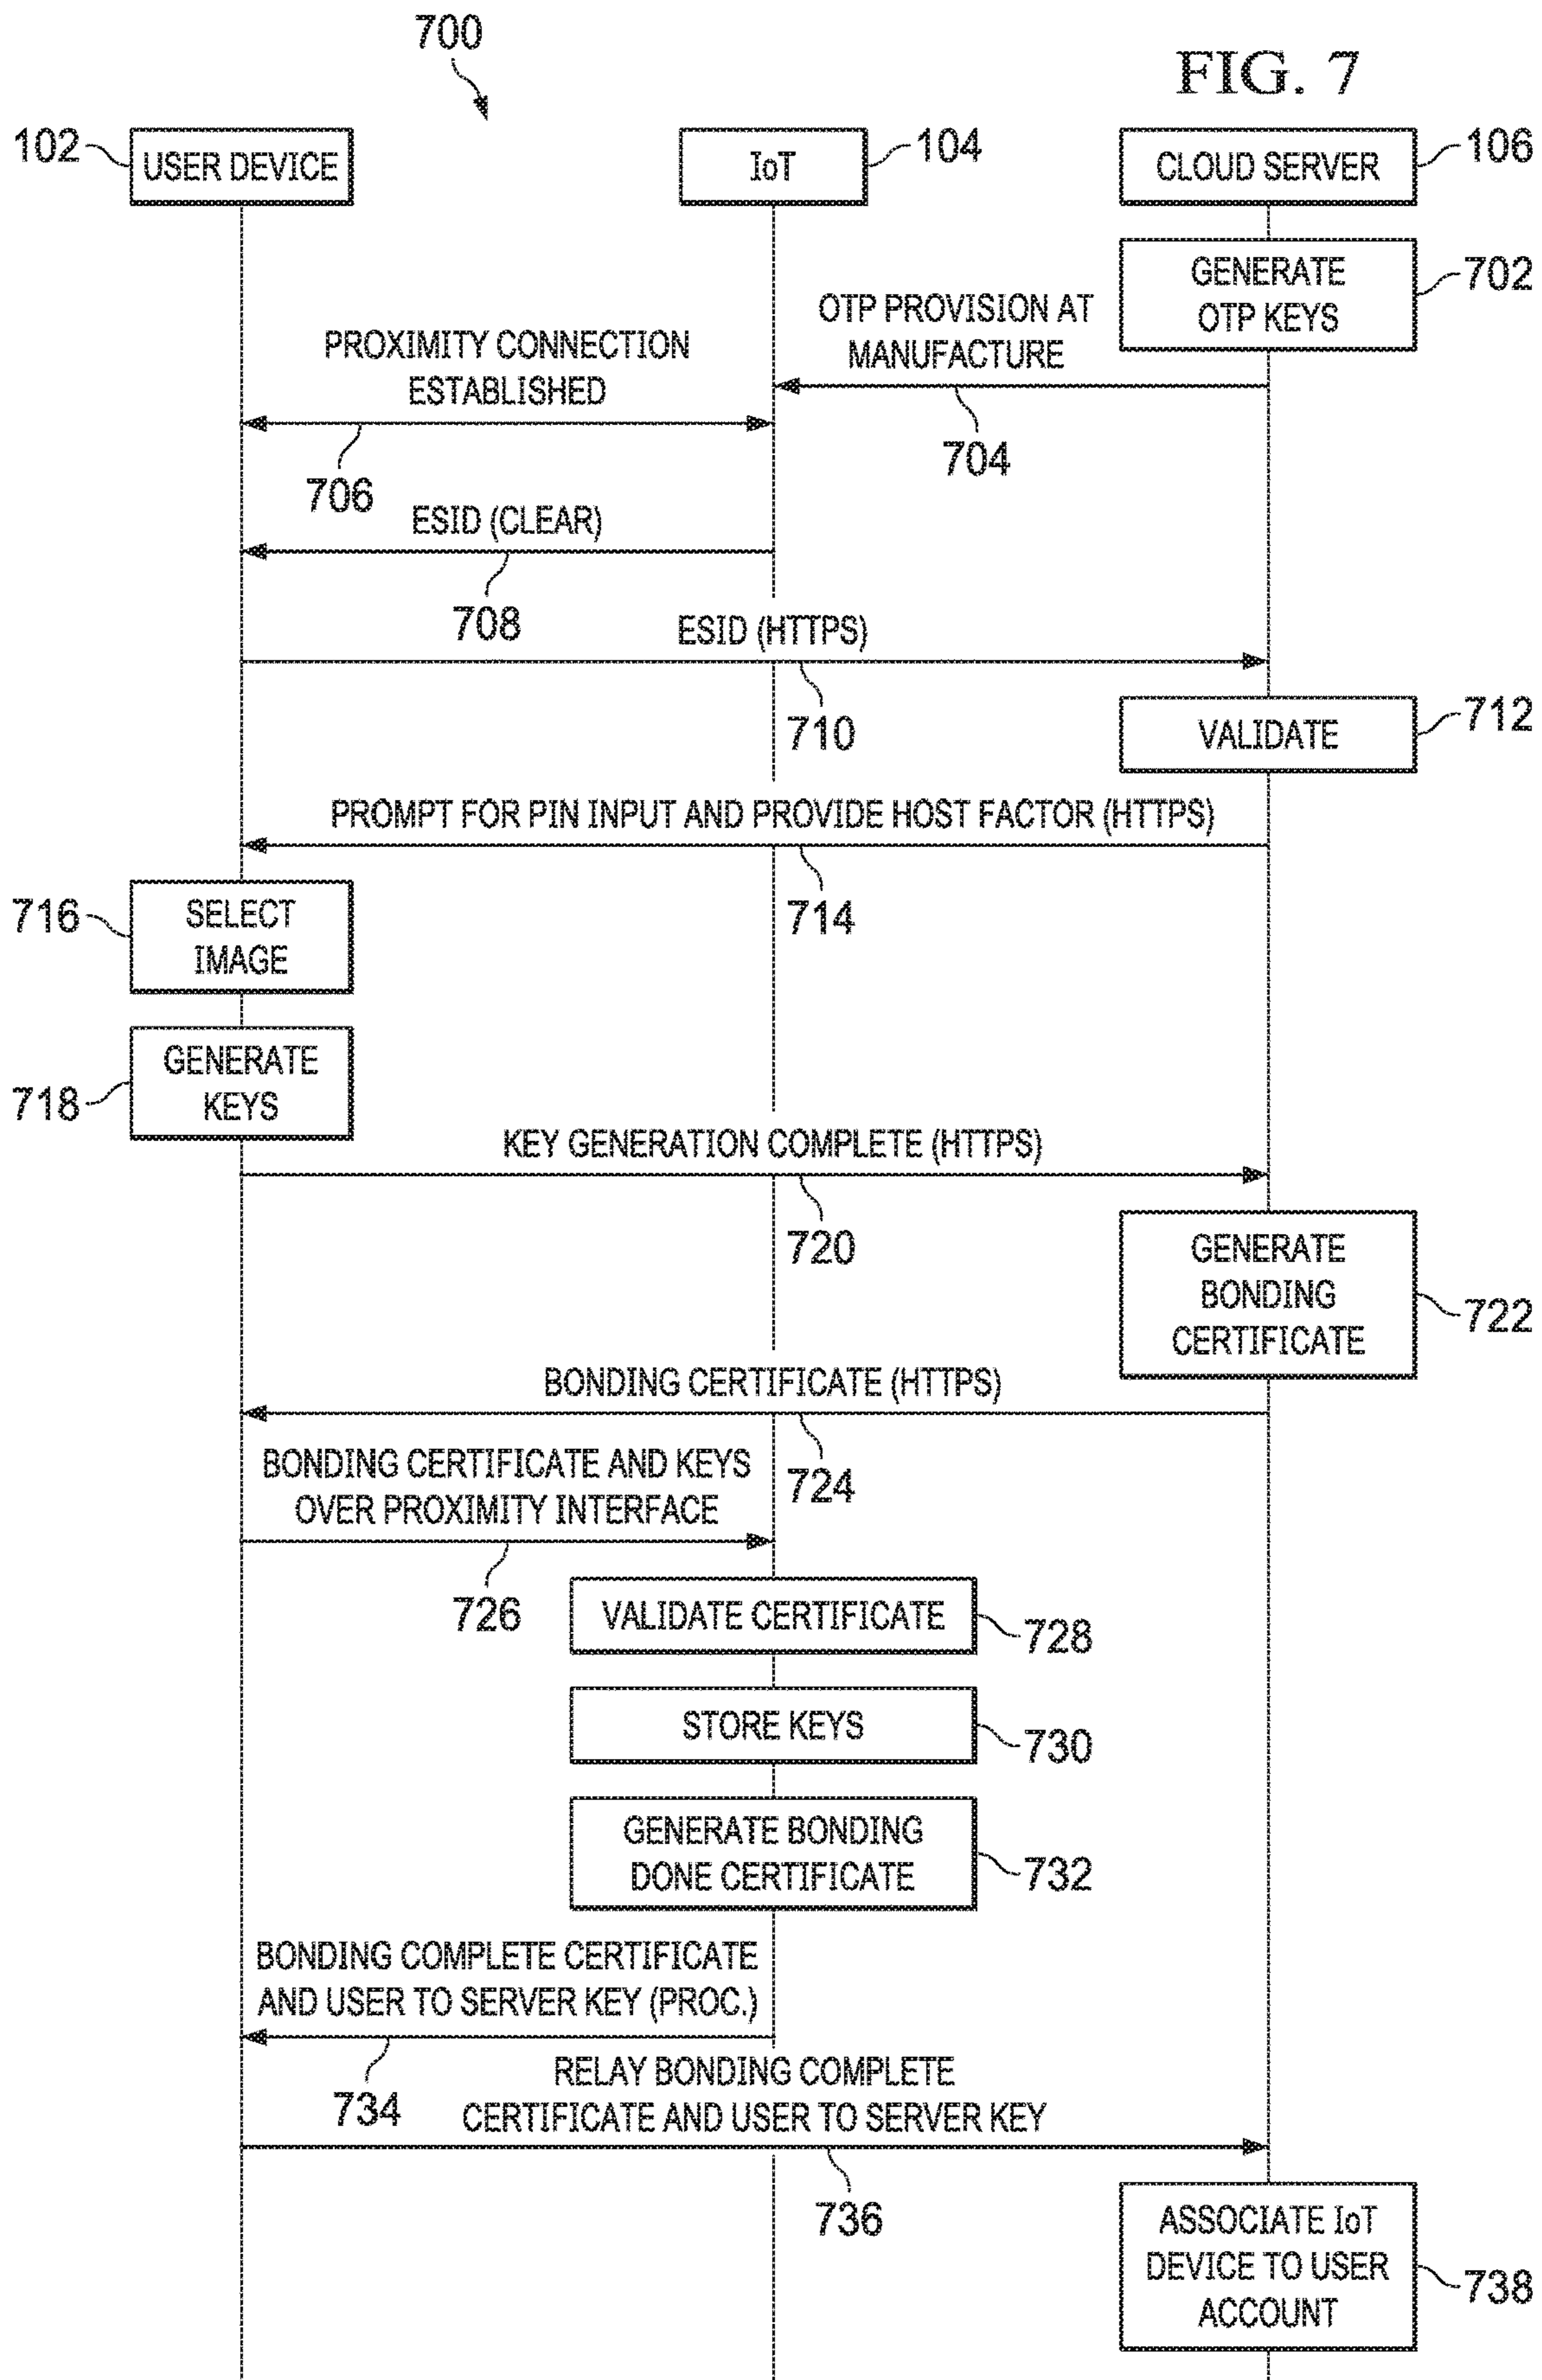 700
FIG. 7
102
USER DEVICE
IoT
104
CLOUD SERVER
106
GENERATE
OTP KEYS
702
OTP PROVISION AT
MANUFACTURE
704
PROXIMITY CONNECTION
ESTABLISHED
706
ESID (CLEAR)
708
ESID (HTTPS)
710
VALIDATE
712
PROMPT FOR PIN INPUT AND PROVIDE HOST FACTOR (HTTPS)
714
716
SELECT
IMAGE
718
GENERATE
KEYS
KEY GENERATION COMPLETE (HTTPS)
720
GENERATE
BONDING
CERTIFICATE
722
BONDING CERTIFICATE (HTTPS)
724
BONDING CERTIFICATE AND KEYS
OVER PROXIMITY INTERFACE
726
VALIDATE CERTIFICATE
728
STORE KEYS
730
GENERATE BONDING
DONE CERTIFICATE
732
BONDING COMPLETE CERTIFICATE
AND USER TO SERVER KEY (PROC.)
734
RELAY BONDING COMPLETE
CERTIFICATE AND USER TO SERVER KEY
736
ASSOCIATE IoT
DEVICE TO USER
ACCOUNT
738